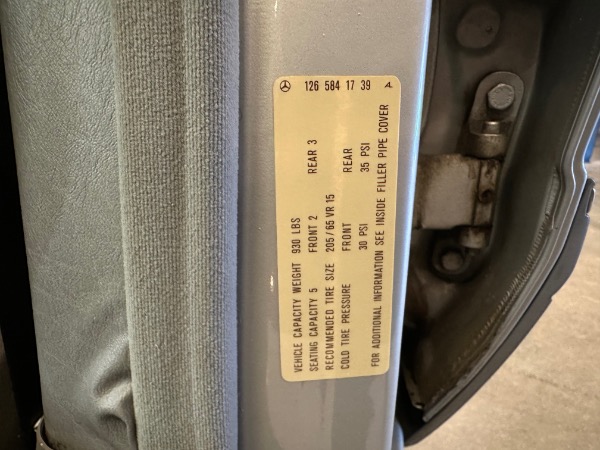 126 584 17 39
VEHICLE CAPACITY WEIGHT 930 LBS
SEATING CAPACITY 5 FRONT 2 REAR 3
RECOMMENDED TIRE SIZE 205/65 VR 15
COLD TIRE PRESSURE FRONT REAR
30 PSI 35 PSI
FOR ADDITIONAL INFORMATION SEE INSIDE FILLER PIPE COVER